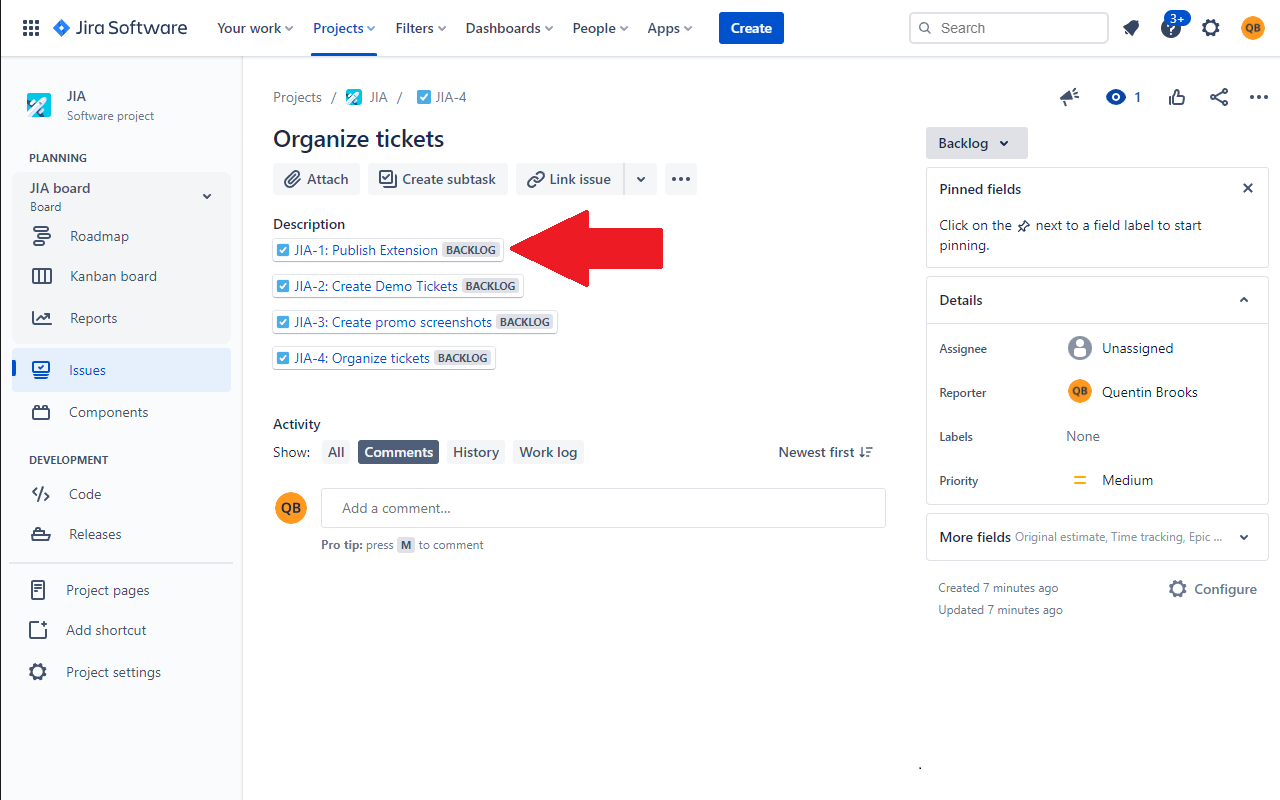 Jira Software Your work Projects Filters Dashboards People Apps Create Search 3+ QB
JIA
Software project
PLANNING
JIA board
Board
Roadmap
Kanban board
Reports
Issues
Components
DEVELOPMENT
Code
Releases
Project pages
Add shortcut
Project settings
Projects / JIA / JIA-4
1
Organize tickets
Attach Create subtask Link issue
Description
JIA-1: Publish Extension BACKLOG
JIA-2: Create Demo Tickets BACKLOG
JIA-3: Create promo screenshots BACKLOG
JIA-4: Organize tickets BACKLOG
Activity
Show: All Comments History Work log Newest first
QB Add a comment...
Pro tip: press M to comment
Backlog
Pinned fields
Click on the next to a field label to start
pinning.
Details
Assignee Unassigned
Reporter QB Quentin Brooks
Labels None
Priority Medium
More fields Original estimate, Time tracking, Epic ...
Created 7 minutes ago Configure
Updated 7 minutes ago